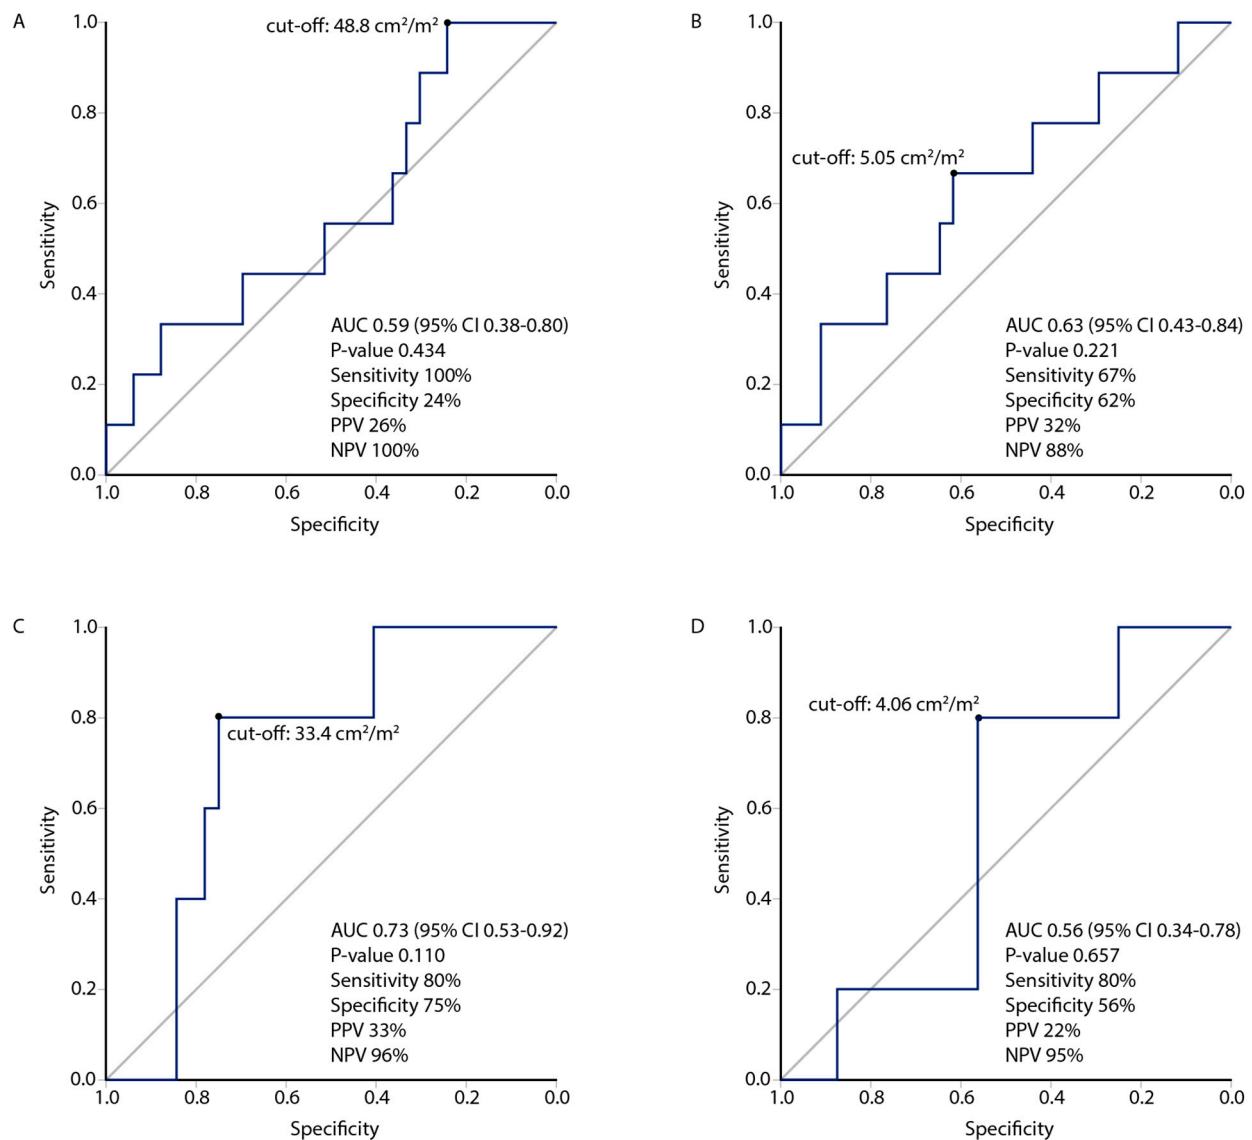 A
cut-off: 48.8 cm²/m²
1.0
0.8
0.6
0.4
0.2
0.0
Sensitivity
AUC 0.59 (95% CI 0.38-0.80)
P-value 0.434
Sensitivity 100%
Specificity 24%
PPV 26%
NPV 100%
1.0 0.8 0.6 0.4 0.2 0.0
Specificity
B
cut-off: 5.05 cm²/m²
1.0
0.8
0.6
0.4
0.2
0.0
Sensitivity
AUC 0.63 (95% CI 0.43-0.84)
P-value 0.221
Sensitivity 67%
Specificity 62%
PPV 32%
NPV 88%
1.0 0.8 0.6 0.4 0.2 0.0
Specificity
C
cut-off: 33.4 cm²/m²
1.0
0.8
0.6
0.4
0.2
0.0
Sensitivity
AUC 0.73 (95% CI 0.53-0.92)
P-value 0.110
Sensitivity 80%
Specificity 75%
PPV 33%
NPV 96%
1.0 0.8 0.6 0.4 0.2 0.0
Specificity
D
cut-off: 4.06 cm²/m²
1.0
0.8
0.6
0.4
0.2
0.0
Sensitivity
AUC 0.56 (95% CI 0.34-0.78)
P-value 0.657
Sensitivity 80%
Specificity 56%
PPV 22%
NPV 95%
1.0 0.8 0.6 0.4 0.2 0.0
Specificity